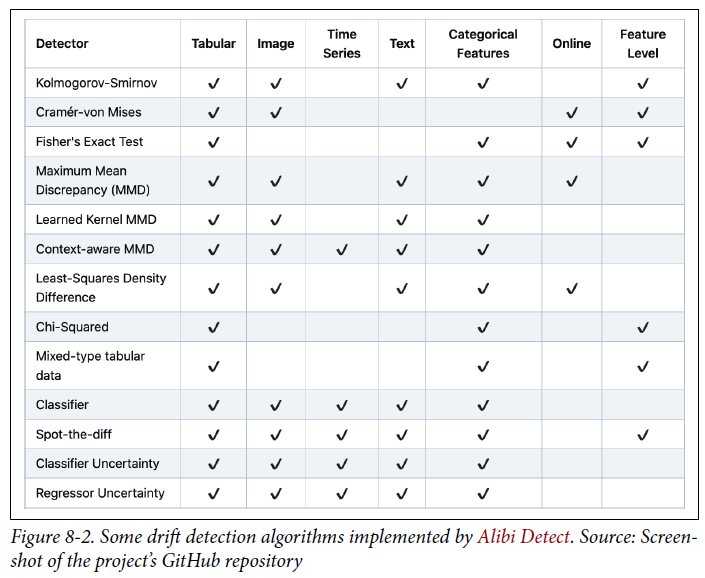 Detector Tabular Image Time Series Text Categorical Features Online Feature Level
Kolmogorov-Smirnov ✔ ✔ ✔ ✔ ✔
Cramér-von Mises ✔ ✔ ✔ ✔
Fisher's Exact Test ✔ ✔ ✔ ✔
Maximum Mean Discrepancy (MMD) ✔ ✔ ✔ ✔ ✔
Learned Kernel MMD ✔ ✔ ✔ ✔
Context-aware MMD ✔ ✔ ✔ ✔ ✔
Least-Squares Density Difference ✔ ✔ ✔ ✔ ✔
Chi-Squared ✔ ✔ ✔
Mixed-type tabular data ✔ ✔ ✔
Classifier ✔ ✔ ✔ ✔ ✔
Spot-the-diff ✔ ✔ ✔ ✔ ✔ ✔
Classifier Uncertainty ✔ ✔ ✔ ✔ ✔
Regressor Uncertainty ✔ ✔ ✔ ✔ ✔
Figure 8-2. Some drift detection algorithms implemented by Alibi Detect. Source: Screen-
shot of the project's GitHub repository